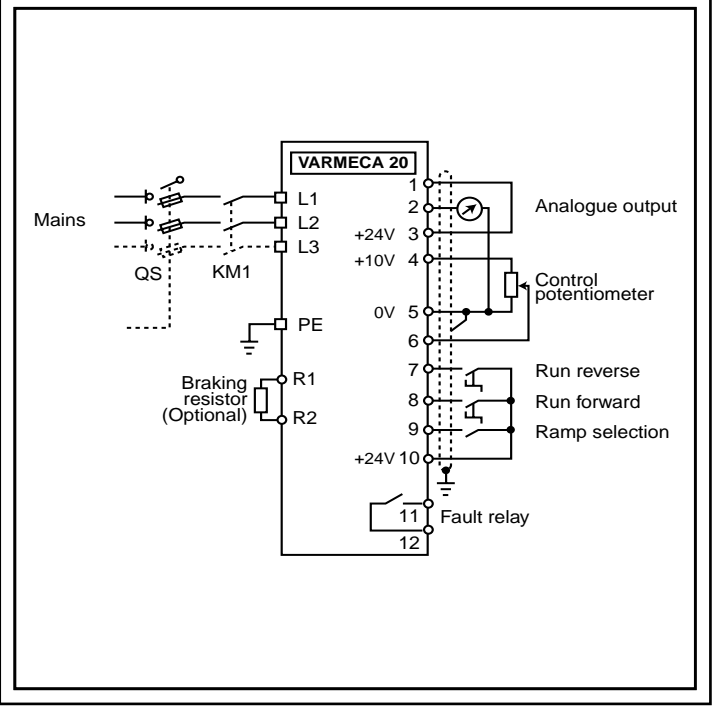 VARMECA 20
Mains
QS
KM1
L1
L2
L3
PE
Braking
resistor
(Optional)
R1
R2
1
2
+24V 3
+10V 4
0V 5
6
7
8
9
+24V 10
11
12
Analogue output
Control
potentiometer
Run reverse
Run forward
Ramp selection
Fault relay